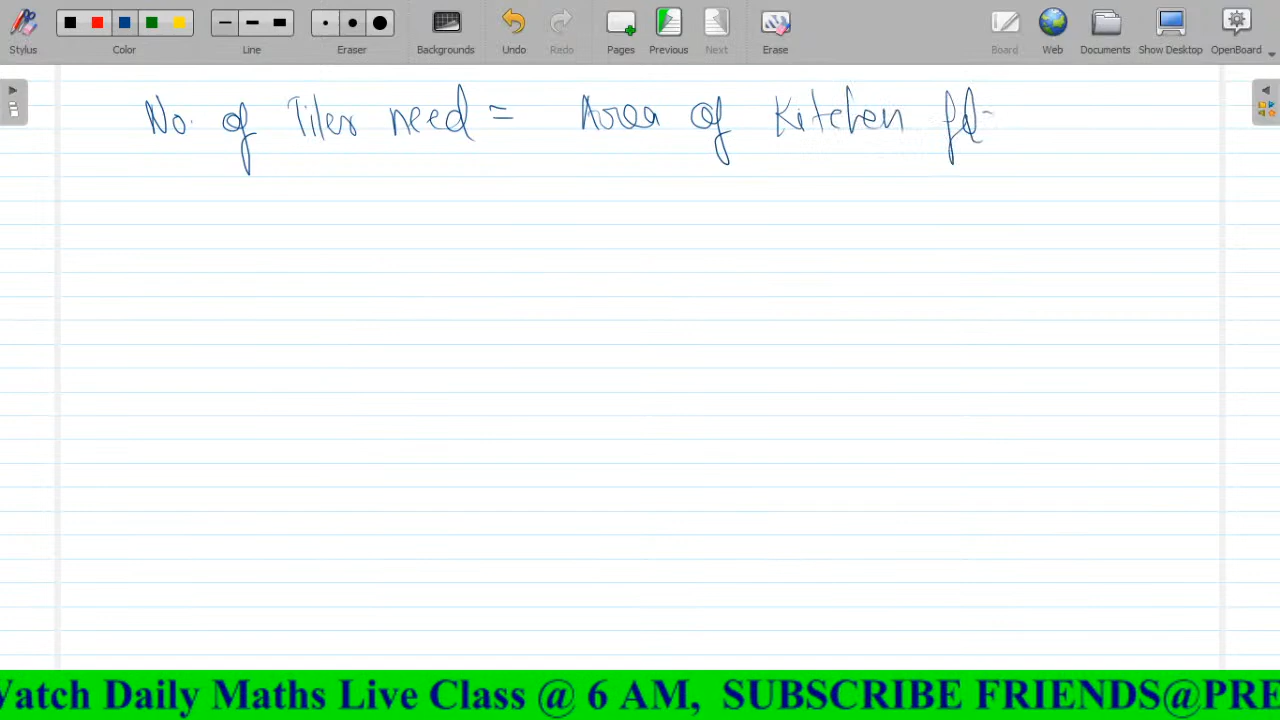 Stylus Color Line Eraser Backgrounds Undo Redo Pages Previous Next Erase Board Web Documents Show Desktop OpenBoard
No. of Tiles need = Area of Kitchen
Watch Daily Maths Live Class @ 6 AM, SUBSCRIBE FRIENDS@PRE